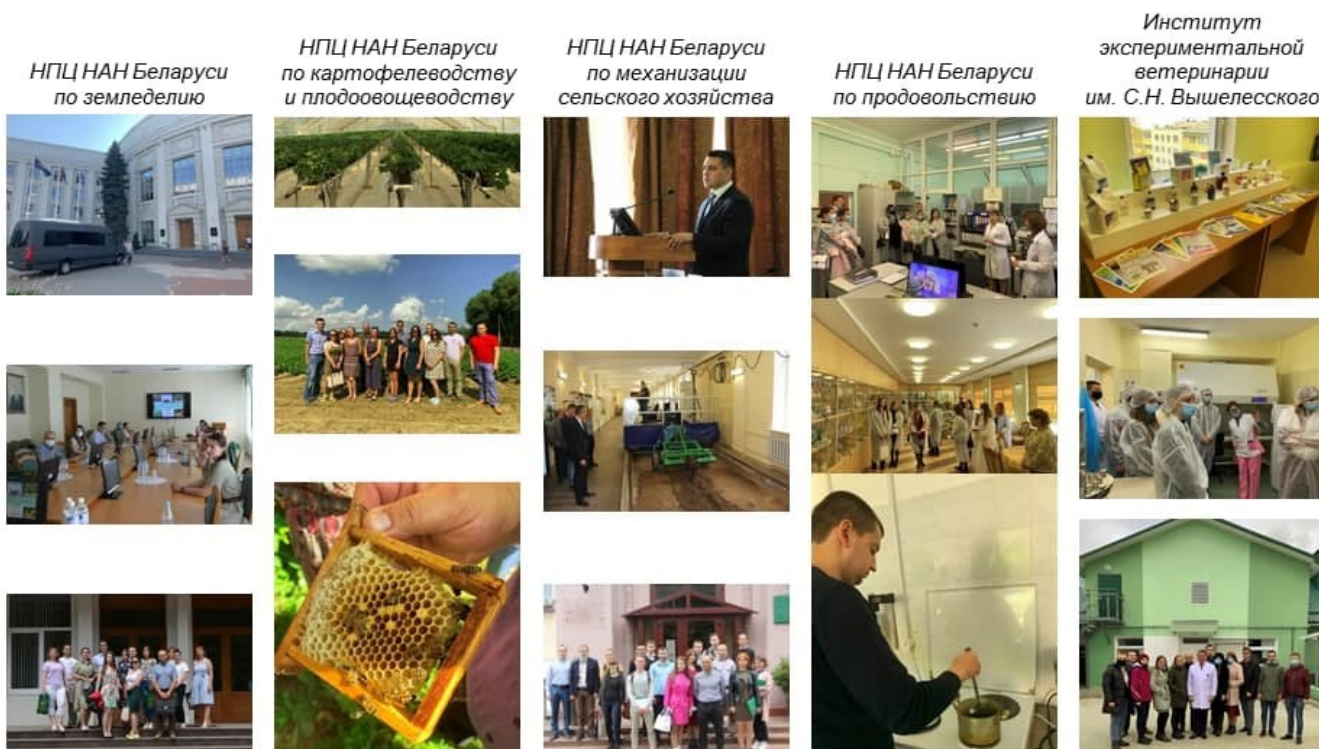 НПЦ НАН Беларуси
по земледелию
НПЦ НАН Беларуси
по картофелеводству
и плодоовощеводству
НПЦ НАН Беларуси
по механизации
сельского хозяйства
НПЦ НАН Беларуси
по продовольствию
Институт
экспериментальной
ветеринарии
им. С.Н. Вышелесского